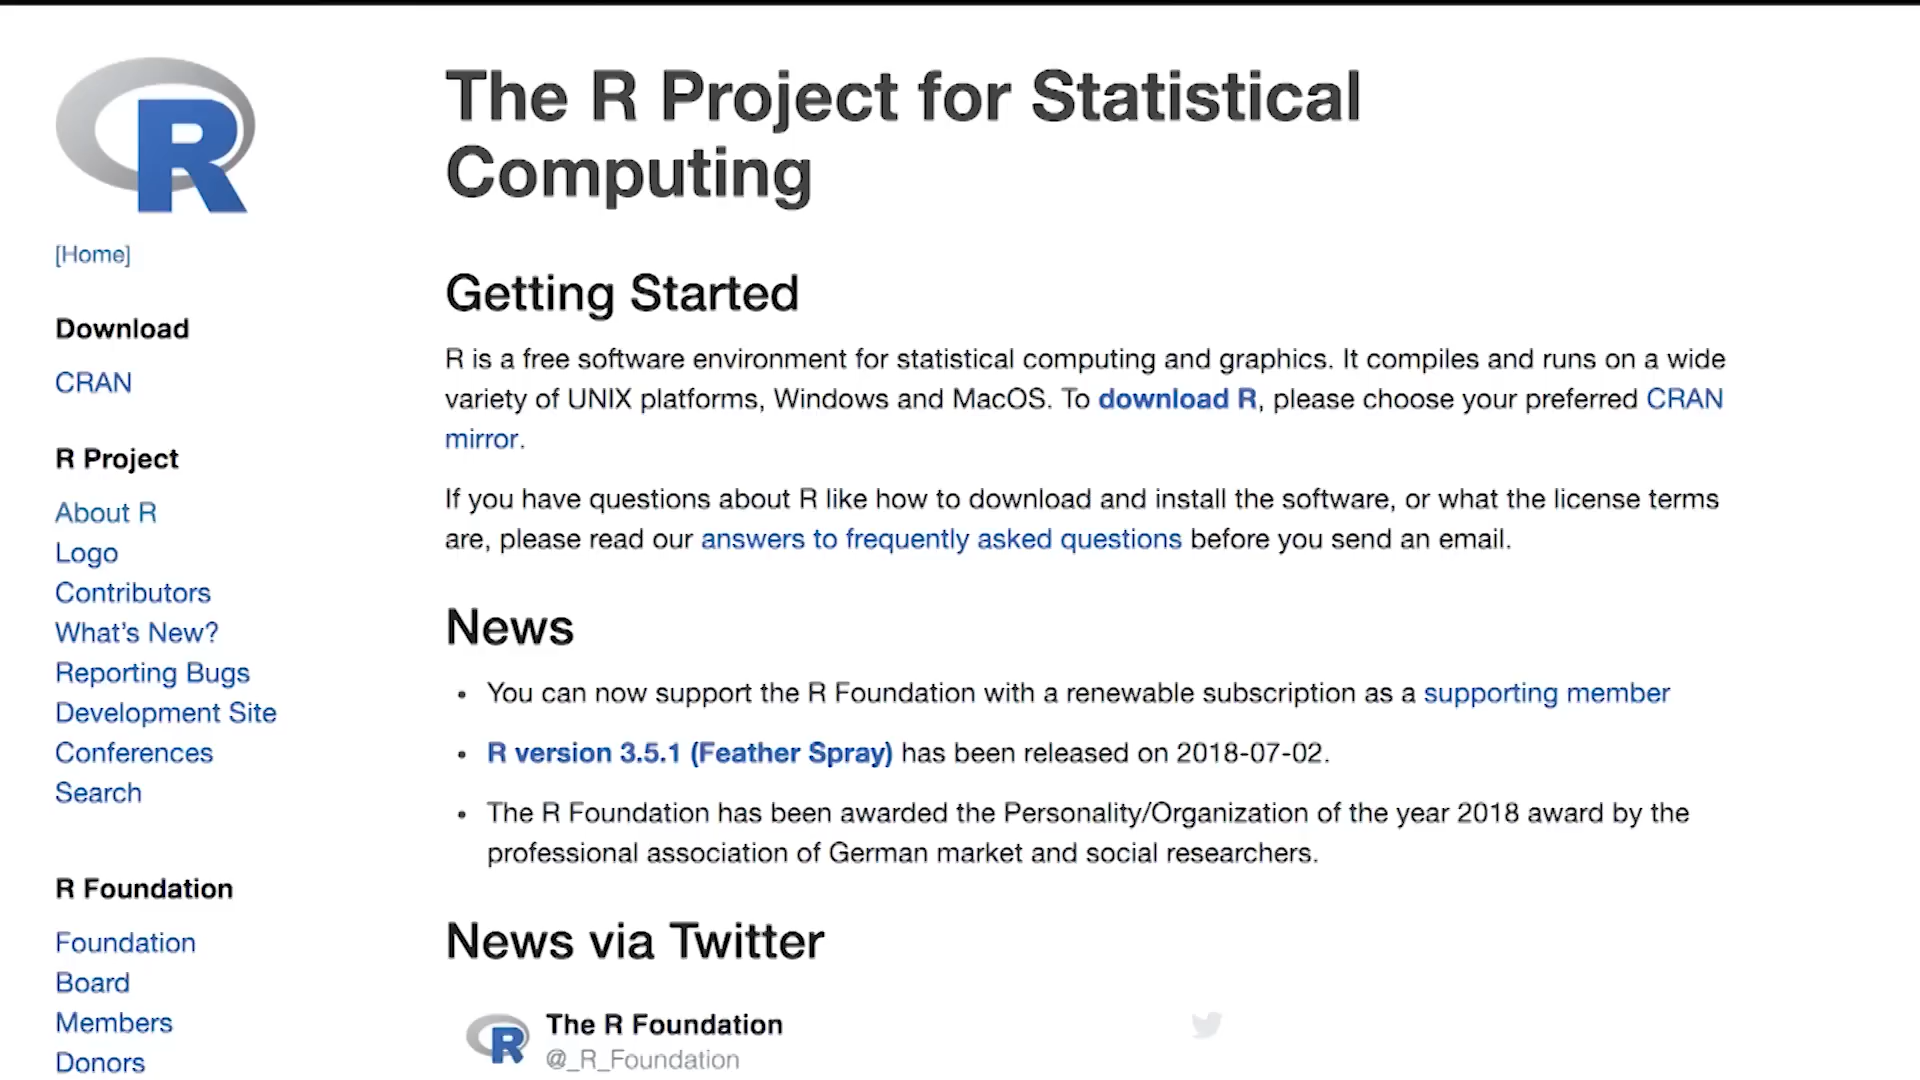 R
[Home]
Download
CRAN
R Project
About R
Logo
Contributors
What's New?
Reporting Bugs
Development Site
Conferences
Search
R Foundation
Foundation
Board
Members
Donors
The R Project for Statistical
Computing
Getting Started
R is a free software environment for statistical computing and graphics. It compiles and runs on a wide
variety of UNIX platforms, Windows and MacOS. To download R, please choose your preferred CRAN
mirror.
If you have questions about R like how to download and install the software, or what the license terms
are, please read our answers to frequently asked questions before you send an email.
News
• You can now support the R Foundation with a renewable subscription as a supporting member
• R version 3.5.1 (Feather Spray) has been released on 2018-07-02.
• The R Foundation has been awarded the Personality/Organization of the year 2018 award by the
professional association of German market and social researchers.
News via Twitter
R
The R Foundation
@_R_Foundation